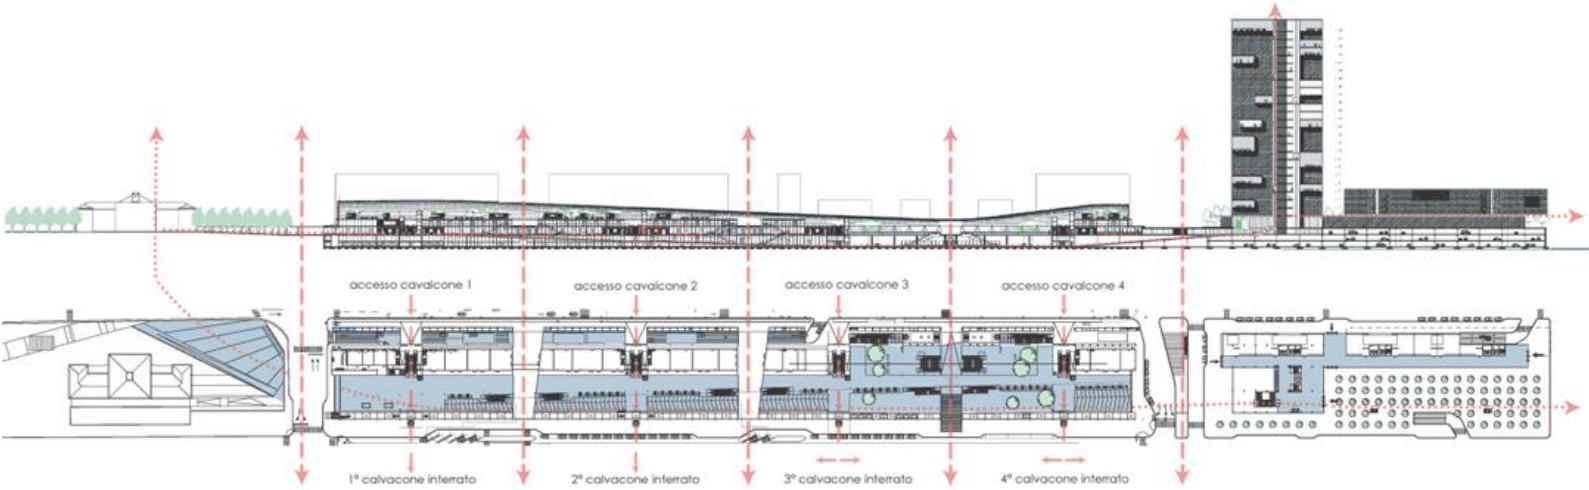 accesso cavalcone 1
accesso cavalcone 2
accesso cavalcone 3
accesso cavalcone 4
1° calvacone interrato
2° calvacone interrato
3° calvacone interrato
4° calvacone interrato